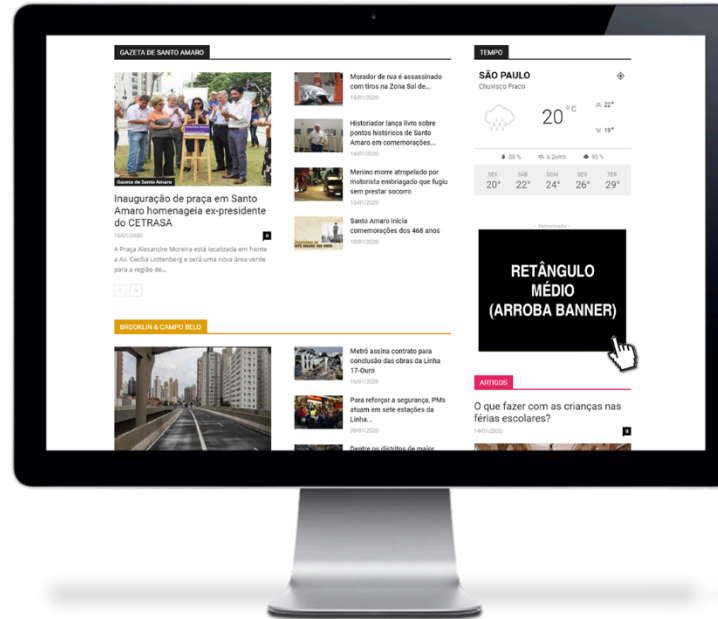 GAZETA DE SANTO AMARO
Gazeta de Santo Amaro
Inauguração de praça em Santo
Amaro homenageia ex-presidente
do CETRASA
15/01/2020
0
A Praça Alexandre Moreira está localizada em frente
a Av. Cecília Lottenberg e será uma nova área verde
para a região de...
Morador de rua é assassinado
com tiros na Zona Sul de...
14/01/2020
Historiador lança livro sobre
pontos históricos de Santo
Amaro em comemorações...
14/01/2020
Menino morre atropelado por
motorista embriagado que fugiu
sem prestar socorro
13/01/2020
Santo Amaro inicia
comemorações dos 468 anos
10/01/2020
BROOKLIN & CAMPO BELO
Metrô assina contrato para
conclusão das obras da Linha
17-Ouro
15/01/2020
Para reforçar a segurança, PMs
atuam em sete estações da
Linha...
09/01/2020
Dentre os distritos de maior
TEMPO
SÃO PAULO
Chuvisco Fraco
20°C
22°
19°
88 %
6.2kmh
90 %
SEX SÁB DOM SEG TER
20° 22° 24° 26° 29°
- Patrocinado -
RETÂNGULO
MÉDIO
(ARROBA BANNER)
ARTIGOS
O que fazer com as crianças nas
férias escolares?
14/01/2020
0